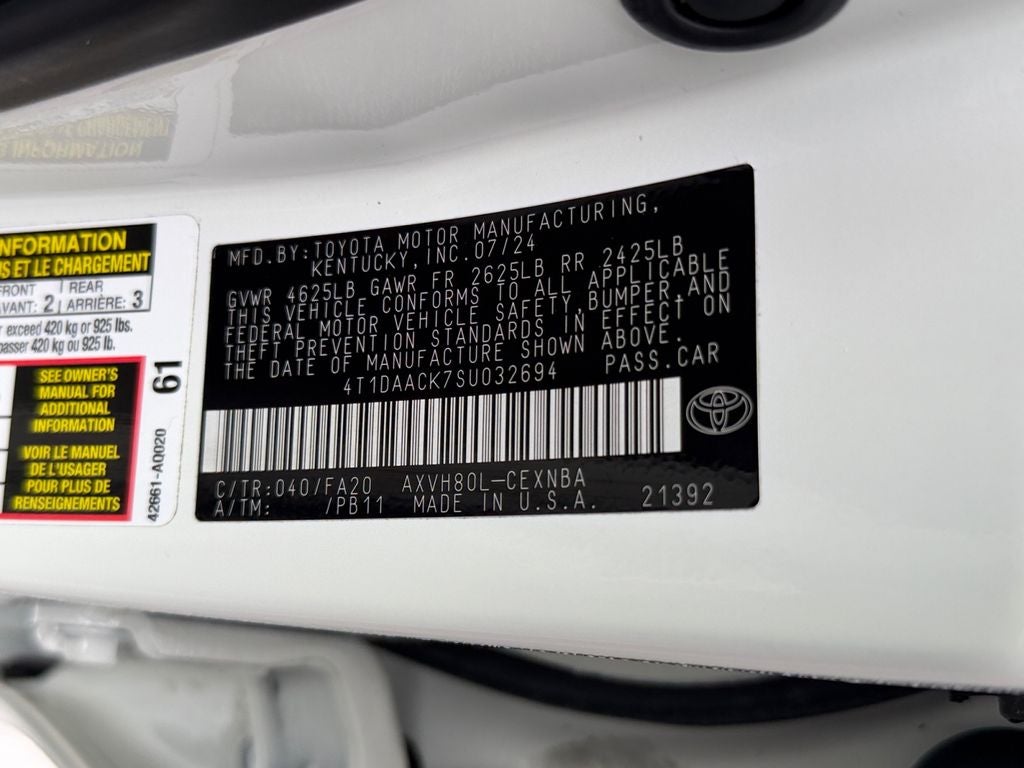 NFORMATION
US ET LE CHARGEMENT
FRONT
AVANT: 2
REAR
ARRIÈRE: 3
exceed 420 kg or 925 lbs.
passer 420 kg ou 925 lb.
SEE OWNER'S
MANUAL FOR
ADDITIONAL
INFORMATION
VOIR LE MANUEL
DE L'USAGER
POUR PLUS DE
RENSEIGNEMENTS
61
42661-A0020
MFD.BY:TOYOTA MOTOR MANUFACTURING,
KENTUCKY,INC.07/24
GVWR 4625LB GAWR FR 2625LB RR 2425LB
THIS VEHICLE CONFORMS TO ALL APPLICABLE
FEDERAL MOTOR VEHICLE SAFETY,BUMPER,AND
THEFT PREVENTION STANDARDS IN EFFECT ON
THE DATE OF MANUFACTURE SHOWN ABOVE.
4T1DAACK7SU032694 PASS.CAR
C/TR:040/FA20 AXVH80L-CEXNBA
A/TM: /PB11 MADE IN U.S.A. 21392